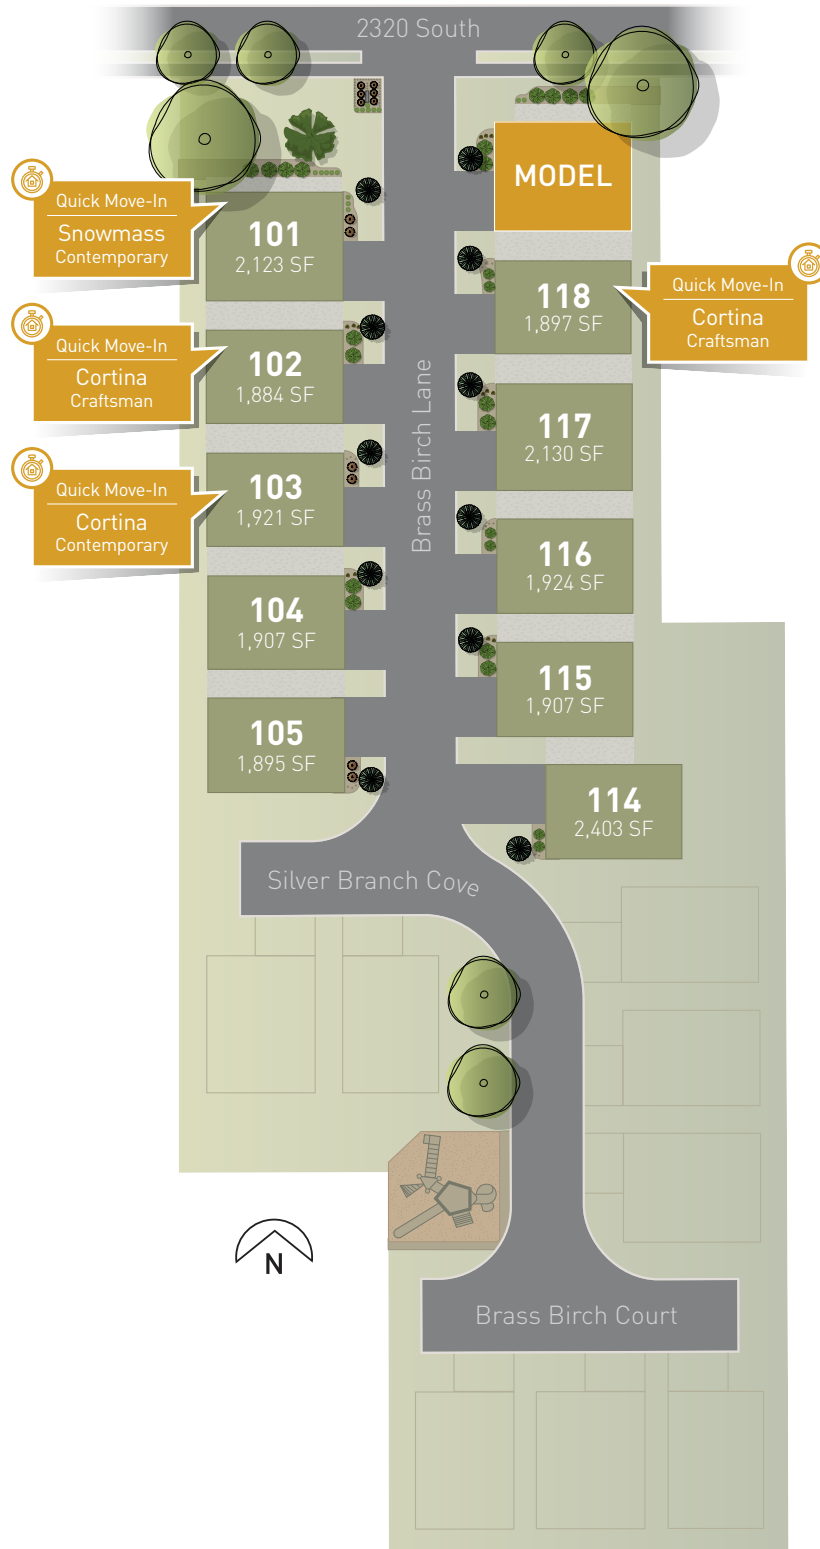 2320 South
MODEL
Quick Move-In
Snowmass
Contemporary
101
2,123 SF
118
1,897 SF
Quick Move-In
Cortina
Craftsman
Quick Move-In
Cortina
Craftsman
102
1,884 SF
Brass Birch Lane
117
2,130 SF
Quick Move-In
Cortina
Contemporary
103
1,921 SF
116
1,924 SF
104
1,907 SF
115
1,907 SF
105
1,895 SF
114
2,403 SF
Silver Branch Cove
N
Brass Birch Court